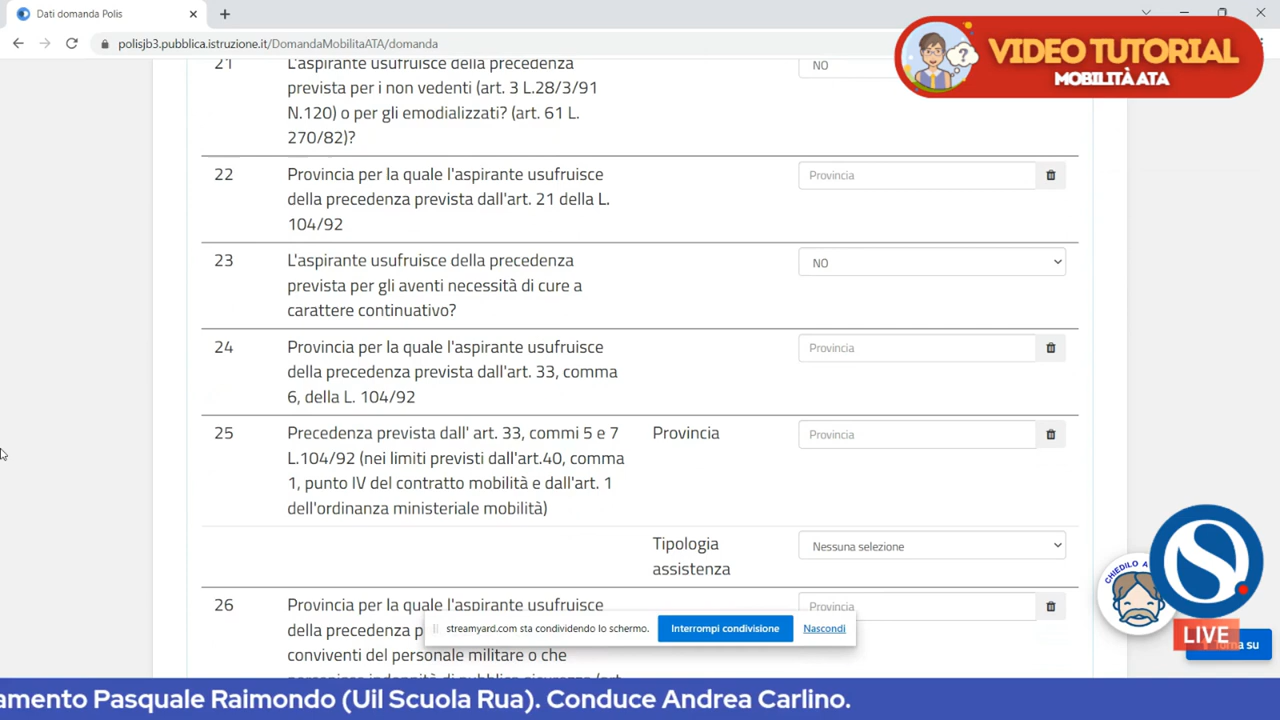 Dati domanda Polis
polisjb3.pubblica.istruzione.it/DomandaMobilitaATA/domanda
VIDEO TUTORIAL
MOBILITÀ ATA
21
L'aspirante usufruisce della precedenza
prevista per i non vedenti (art. 3 L.28/3/91
N.120) o per gli emodializzati? (art. 61 L.
270/82)?
NO
22
Provincia per la quale l'aspirante usufruisce
della precedenza prevista dall'art. 21 della L.
104/92
Provincia
23
L'aspirante usufruisce della precedenza
prevista per gli aventi necessità di cure a
carattere continuativo?
NO
24
Provincia per la quale l'aspirante usufruisce
della precedenza prevista dall'art. 33, comma
6, della L. 104/92
Provincia
25
Precedenza prevista dall' art. 33, commi 5 e 7
L.104/92 (nei limiti previsti dall'art.40, comma
1, punto IV del contratto mobilità e dall'art. 1
dell'ordinanza ministeriale mobilità)
Provincia
Provincia
Tipologia
assistenza
Nessuna selezione
26
Provincia per la quale l'aspirante usufruisce
della precedenza p
conviventi del personale militare o che
Provincia
streamyard.com sta condividendo lo schermo.
Interrompi condivisione
Nascondi
CHIEDILO A
S
LIVE
su
amento Pasquale Raimondo (Uil Scuola Rua). Conduce Andrea Carlino.